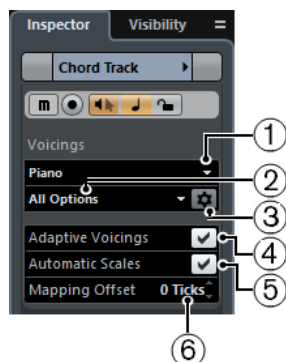 Inspector Visibility
Chord Track
m
Voicings
Piano
1
All Options
2
3
Adaptive Voicings
4
Automatic Scales
5
Mapping Offset 0 Ticks
6